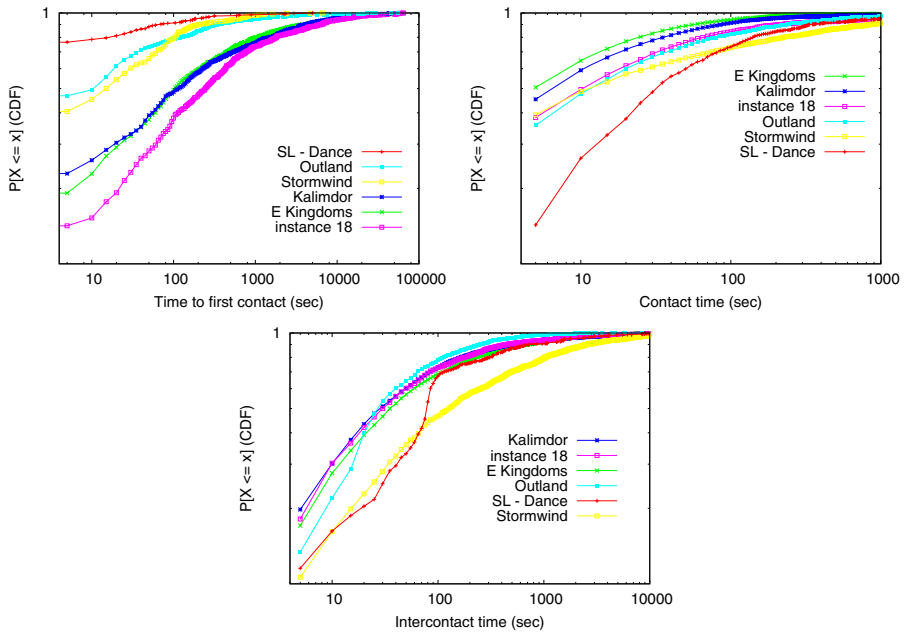 1
P[X <= x] (CDF)
SL - Dance
Outland
Stormwind
Kalimdor
E Kingdoms
instance 18
10
100
1000
10000
100000
Time to first contact (sec)
1
P[X <= x] (CDF)
E Kingdoms
Kalimdor
instance 18
Outland
Stormwind
SL - Dance
10
100
1000
Contact time (sec)
1
P[X <= x] (CDF)
Kalimdor
instance 18
E Kingdoms
Outland
SL - Dance
Stormwind
10
100
1000
10000
Intercontact time (sec)